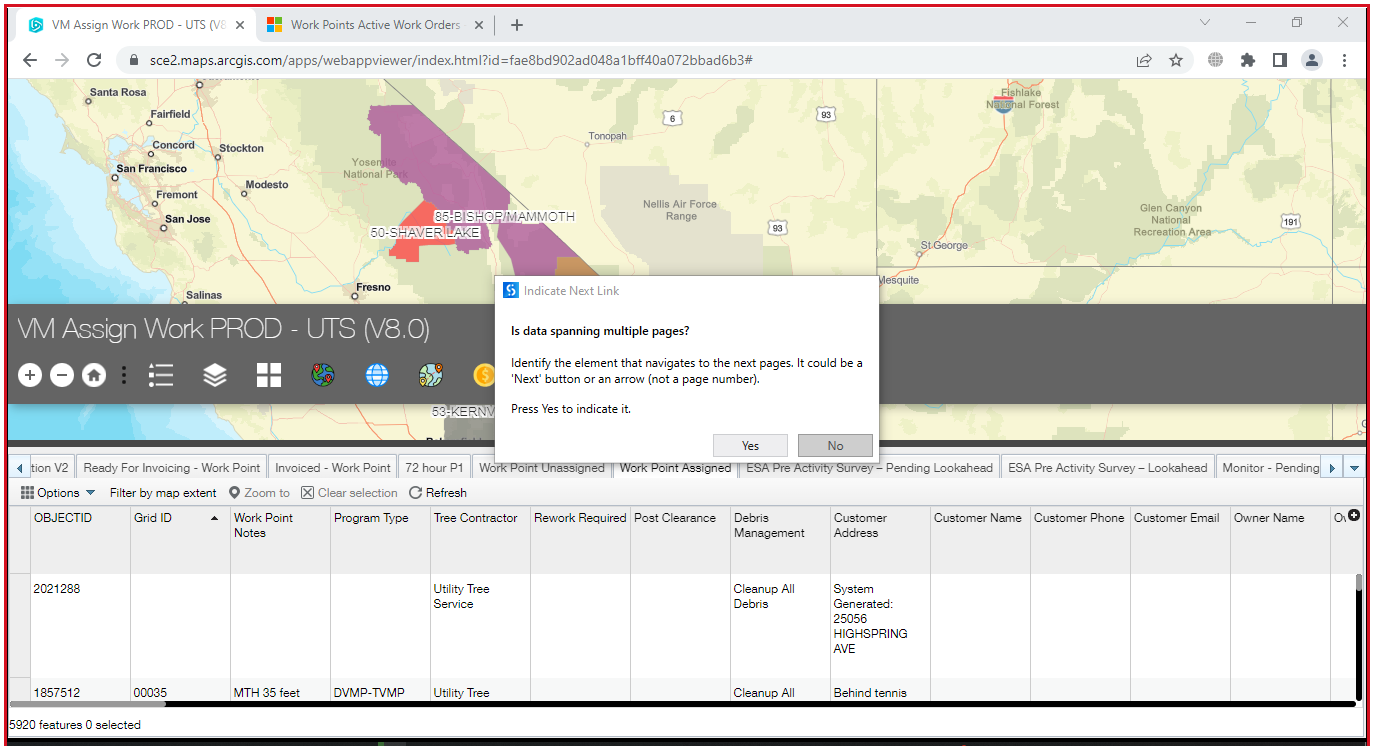 VM Assign Work PROD - UTS (V8.
Work Points Active Work Orders
sce2.maps.arcgis.com/apps/webappviewer/index.html?id=fae8bd902ad048a1bff40a072bbad6b3#
Santa Rosa
Fairfield
Concord
Stockton
San Francisco
Modesto
Fremont
San Jose
Salinas
Fresno
Yosemite
National Park
85-BISHOP/MAMMOTH
50-SHAVER LAKE
6
93
Tonopah
Nellis Air Force
Range
93
Fishlake
National Forest
Glen Canyon
National
Recreation Area
191
St George
Mesquite
Indicate Next Link
Is data spanning multiple pages?
Identify the element that navigates to the next pages. It could be a
'Next' button or an arrow (not a page number).
Press Yes to indicate it.
Yes No
VM Assign Work PROD - UTS (V8.0)
53-KERNV
tion V2 Ready For Invoicing - Work Point Invoiced - Work Point 72 hour P1 Work Point Unassigned Work Point Assigned ESA Pre Activity Survey – Pending Lookahead ESA Pre Activity Survey – Lookahead Monitor - Pending
Options Filter by map extent Zoom to Clear selection Refresh
OBJECTID Grid ID Work Point Program Type Tree Contractor Rework Required Post Clearance Debris Customer Customer Name Customer Phone Customer Email Owner Name
Notes Management Address
2021288 Utility Tree Cleanup All System
Service Debris Generated:
25056
HIGHSPRING
AVE
1857512 00035 MTH 35 feet DVMP-TVMP Utility Tree Cleanup All Behind tennis
5920 features 0 selected